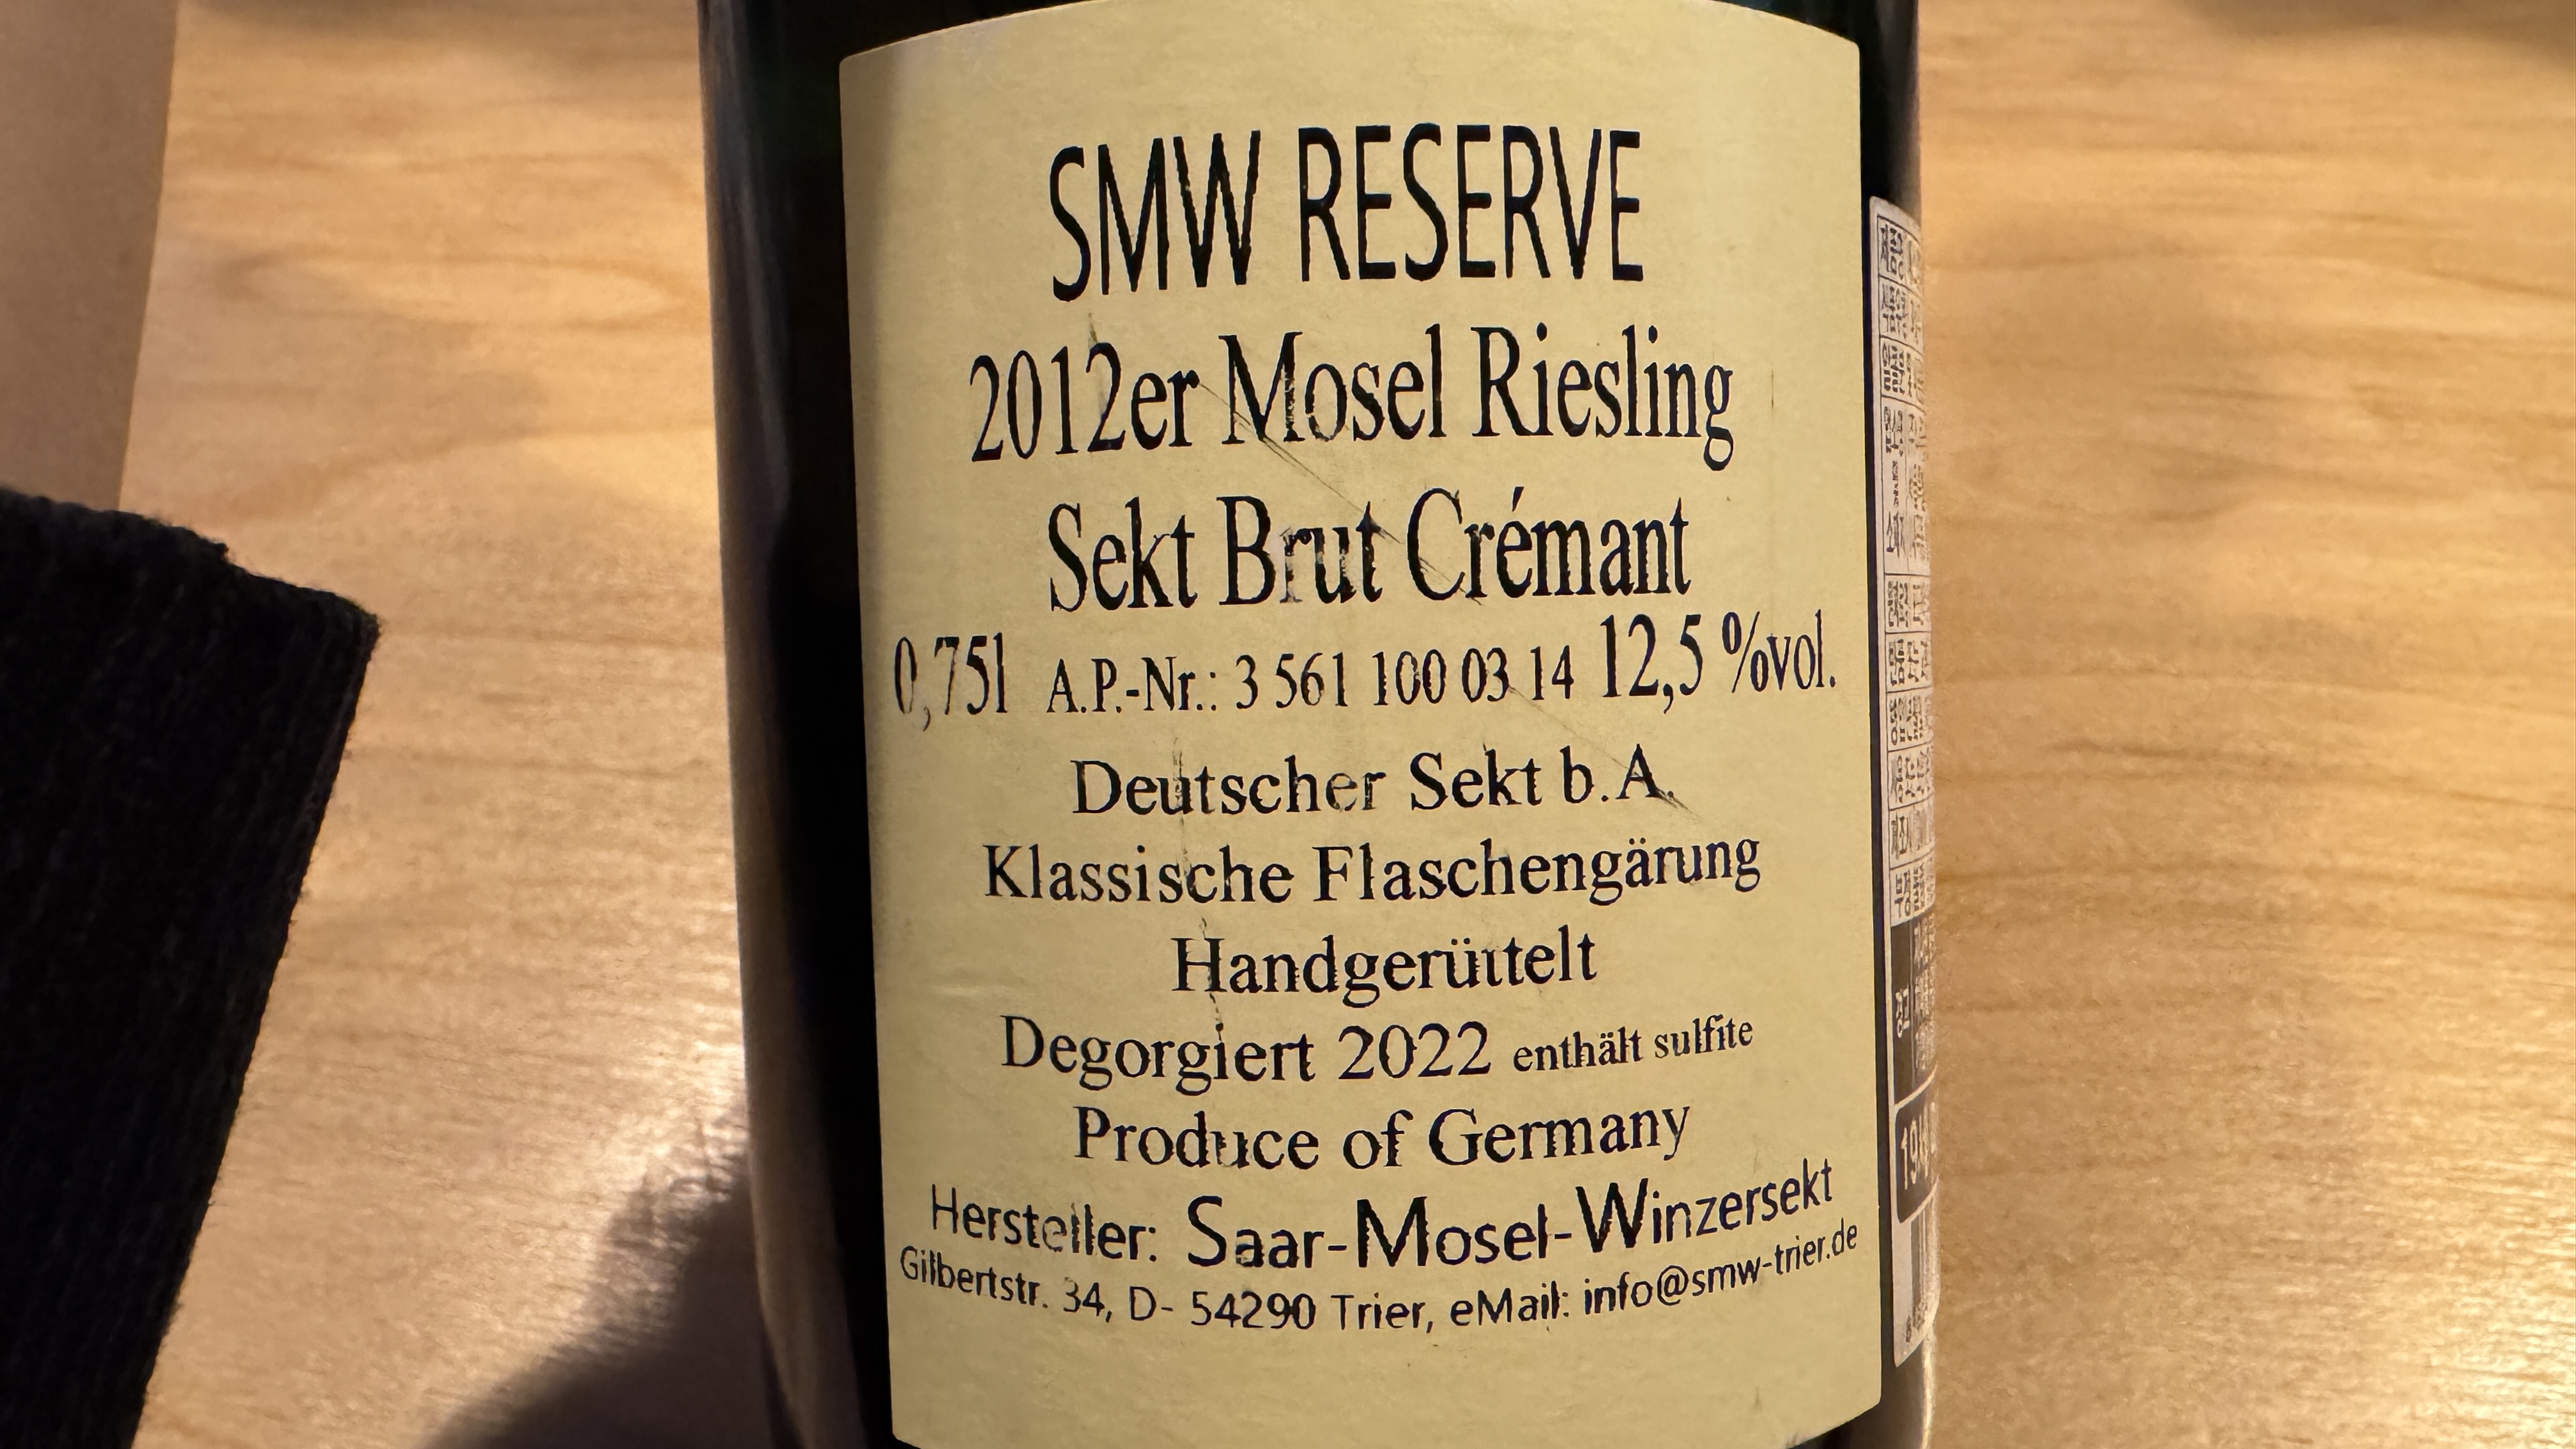 SMW RESERVE
2012er Mosel Riesling
Sekt Brut Crémant
0,75l A.P.-Nr.: 3 561 100 03 14 12,5 %vol.
Deutscher Sekt b.A.
Klassische Flaschengärung
Handgerüttelt
Degorgiert 2022 enthält sulfite
Produce of Germany
Hersteller: Saar-Mosel-Winzersekt
Gilbertstr. 34, D- 54290 Trier, eMail: info@smw-trier.de